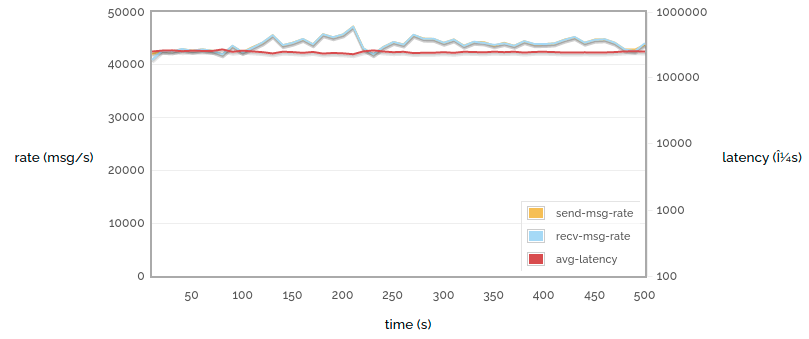 50000
40000
30000
20000
10000
0
rate (msg/s)
1000000
100000
10000
1000
100
latency (Î¼s)
send-msg-rate
recv-msg-rate
avg-latency
50 100 150 200 250 300 350 400 450 500
time (s)